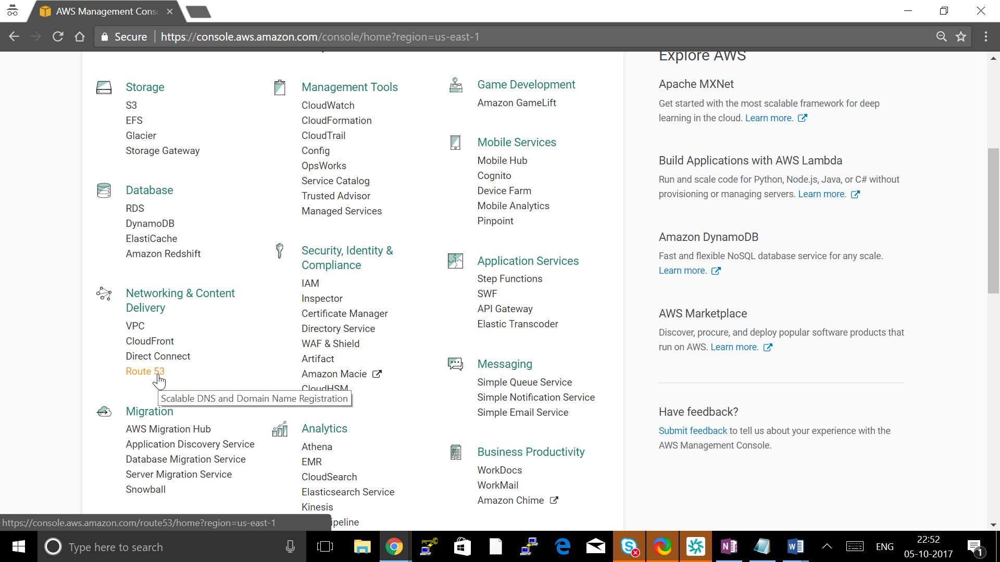 AWS Management Cons
Secure
https://console.aws.amazon.com/console/home?region=us-east-1
Storage
S3
EFS
Glacier
Storage Gateway
Database
RDS
DynamoDB
ElastiCache
Amazon Redshift
Networking & Content
Delivery
VPC
CloudFront
Direct Connect
Route 53
Scalable DNS and Domain Name Registration
Migration
AWS Migration Hub
Application Discovery Service
Database Migration Service
Server Migration Service
Snowball
Management Tools
CloudWatch
CloudFormation
CloudTrail
Config
OpsWorks
Service Catalog
Trusted Advisor
Managed Services
Security, Identity &
Compliance
IAM
Inspector
Certificate Manager
Directory Service
WAF & Shield
Artifact
Amazon Macie
CloudHSM
Analytics
Athena
EMR
CloudSearch
Elasticsearch Service
Kinesis
ipeline
Game Development
Amazon GameLift
Mobile Services
Mobile Hub
Cognito
Device Farm
Mobile Analytics
Pinpoint
Application Services
Step Functions
SWF
API Gateway
Elastic Transcoder
Messaging
Simple Queue Service
Simple Notification Service
Simple Email Service
Business Productivity
WorkDocs
WorkMail
Amazon Chime
Explore AWS
Apache MXNet
Get started with the most scalable framework for deep
learning in the cloud. Learn more.
Build Applications with AWS Lambda
Run and scale code for Python, Node.js, Java, or C# without
provisioning or managing servers. Learn more.
Amazon DynamoDB
Fast and flexible NoSQL database service for any scale.
Learn more.
AWS Marketplace
Discover, procure, and deploy popular software products that
run on AWS. Learn more.
Have feedback?
Submit feedback to tell us about your experience with the
AWS Management Console.
https://console.aws.amazon.com/route53/home?region=us-east-1
Type here to search
ENG
22:52
05-10-2017
1